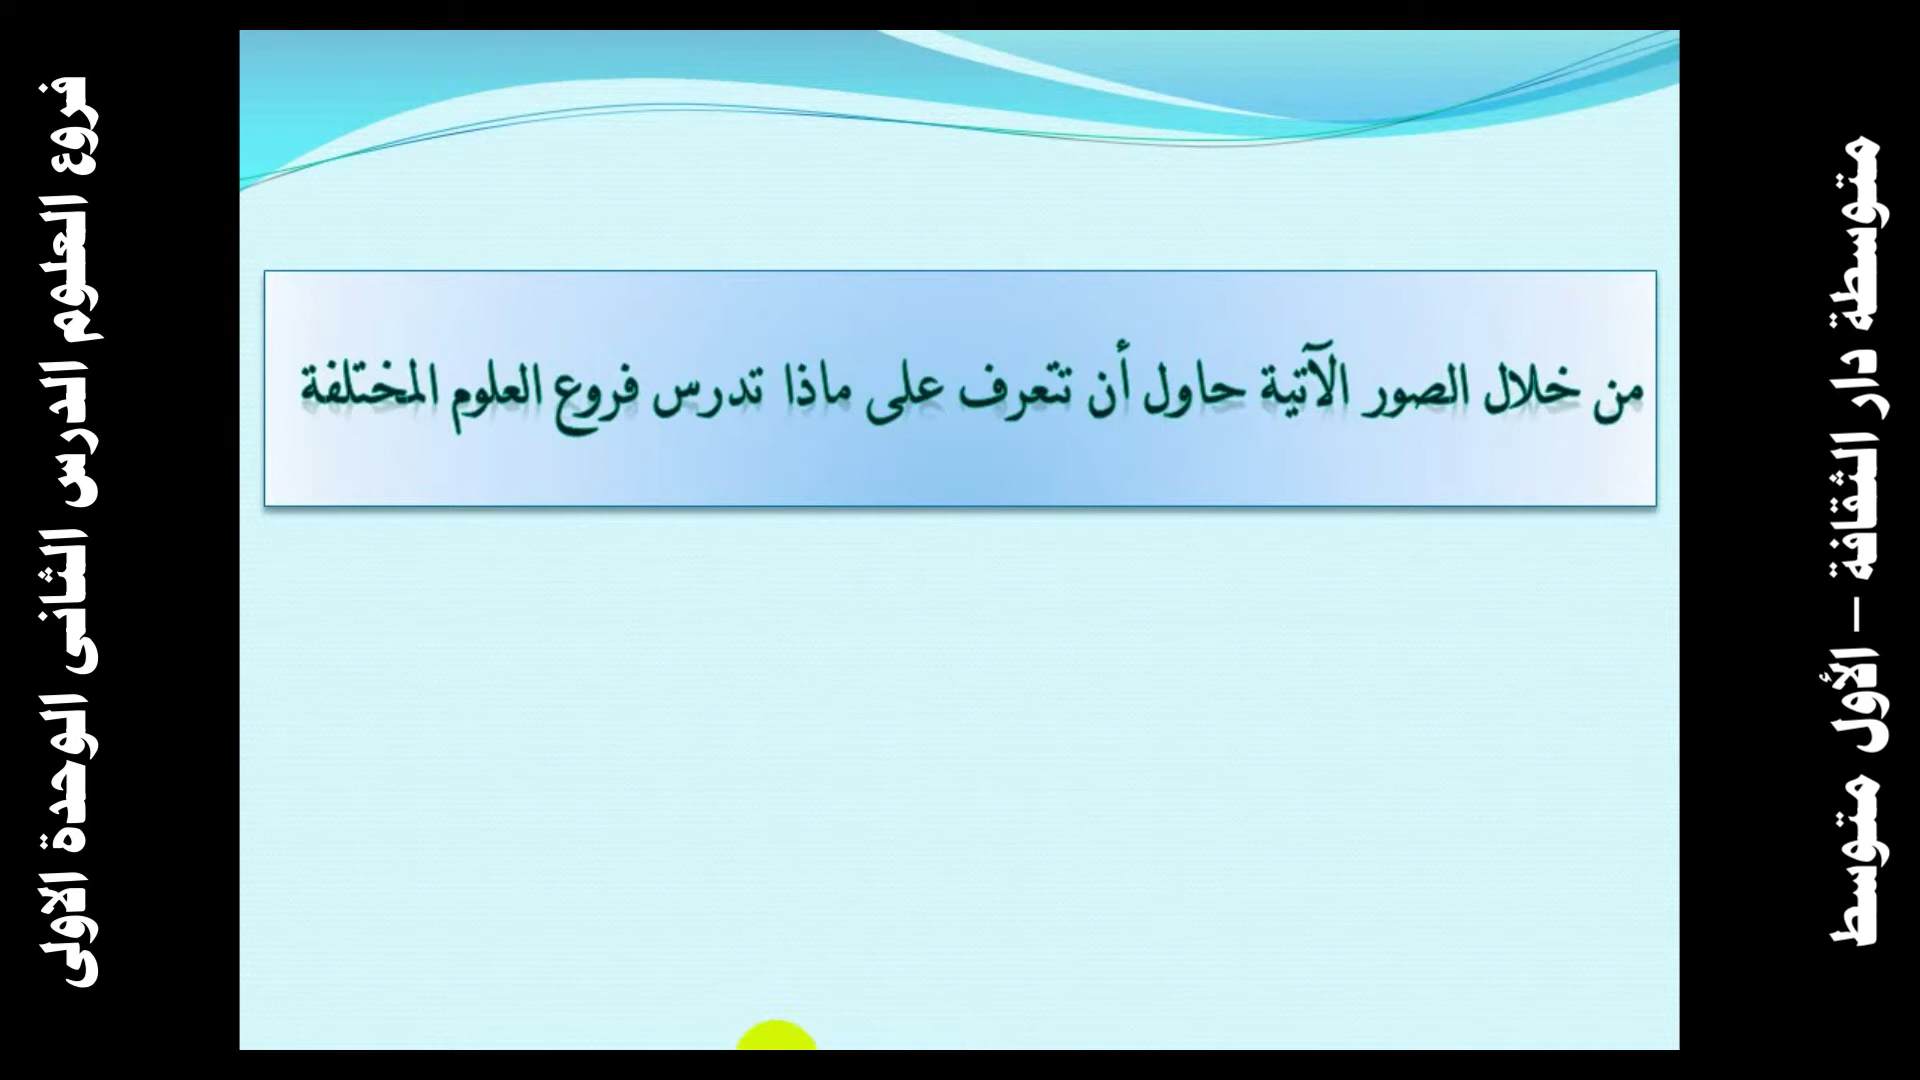 من خلال الصور الآتية حاول أن تتعرف على ماذا تدرس فروع العلوم المختلفة
متوسطة دار الثقافة – الأول متوسط
فروع العلوم الدرس الثانى الوحدة الاولى